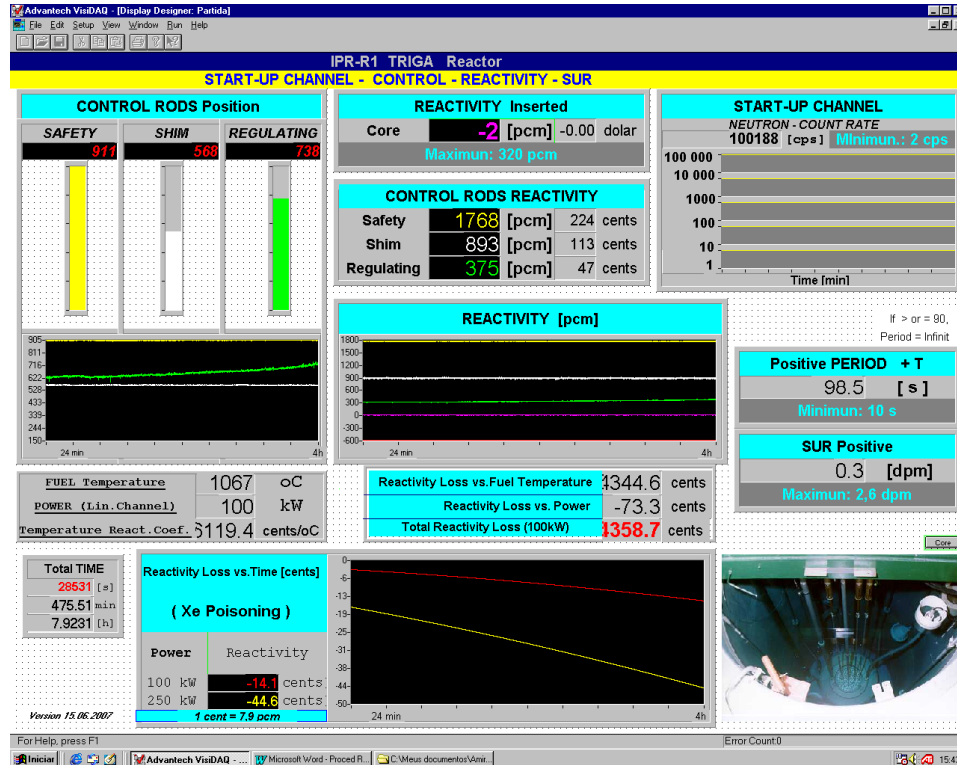 Advantech VisiDAQ - [Display Designer: Partida]
File Edit Setup View Window Run Help
IPR-R1 TRIGA Reactor
START-UP CHANNEL - CONTROL - REACTIVITY - SUR
CONTROL RODS Position
SAFETY SHIM REGULATING
911 568 738
905-
811-
716-
622-
528-
433-
339-
244-
150-
24 min 4h
REACTIVITY Inserted
Core -2 [pcm] -0.00 dolar
Maximun: 320 pcm
CONTROL RODS REACTIVITY
Safety 1768 [pcm] 224 cents
Shim 893 [pcm] 113 cents
Regulating 375 [pcm] 47 cents
START-UP CHANNEL
NEUTRON - COUNT RATE
100188 [cps] MInimun.: 2 cps
100 000
10 000
1000
100
10
1
Time [min]
REACTIVITY [pcm]
1800-
1500-
1200-
900-
600-
300-
0-
-300-
-600-
24 min 4h
If > or = 90,
Period = Infinit
Positive PERIOD + T
98.5 [s]
Minimun: 10 s
SUR Positive
0.3 [dpm]
Maximun: 2,6 dpm
FUEL Temperature 1067 oC
POWER (Lin.Channel) 100 kW
Temperature React.Coef. 6119.4 cents/oC
Reactivity Loss vs.Fuel Temperature 4344.6 cents
Reactivity Loss vs. Power -73.3 cents
Total Reactivity Loss (100kW) 4358.7 cents
Core
Total TIME
28531 [s]
475.51 min
7.9231 [h]
Reactivity Loss vs.Time [cents]
( Xe Poisoning )
Power Reactivity
100 kW -14.1 cents
250 kW -44.6 cents
1 cent = 7.9 pcm
0-
-6-
-13-
-19-
-25-
-31-
-38-
-44-
-50-
24 min 4h
Version 15.06.2007
For Help, press F1 Error Count:0
Iniciar Advantech VisiDAQ - ... Microsoft Word - Proced R... C:\Meus documentos\Amir...